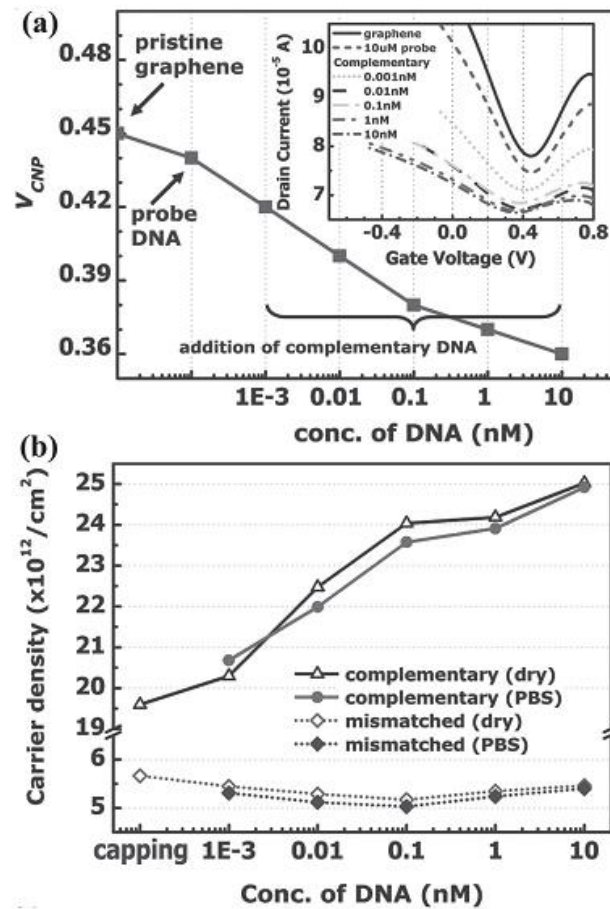 (a)
0.48
0.45
0.42
0.39
0.36
V_CNP
pristine
graphene
probe
DNA
addition of complementary DNA
1E-3 0.01 0.1 1 10
conc. of DNA (nM)
10
9
8
7
Drain Current (10⁻⁵ A)
graphene
10uM probe
Complementary
0.001nM
0.01nM
0.1nM
1nM
10nM
-0.4 0.0 0.4 0.8
Gate Voltage (V)
(b)
25
24
23
22
21
20
19
6
5
Carrier density (x10¹²/cm²)
complementary (dry)
complementary (PBS)
mismatched (dry)
mismatched (PBS)
capping 1E-3 0.01 0.1 1 10
Conc. of DNA (nM)